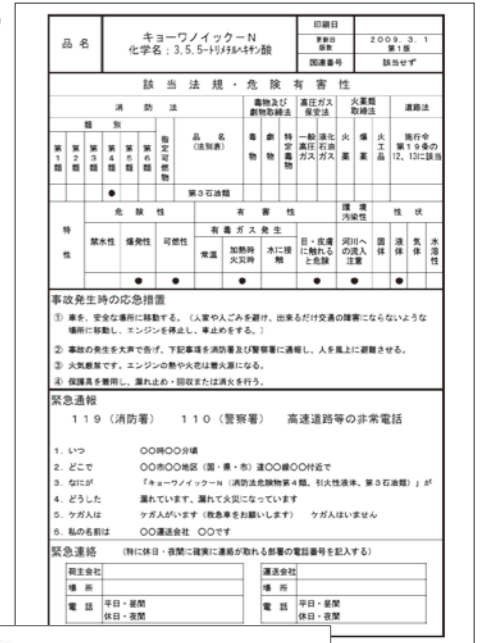 品 名
キョーワノイック－N
化学名：3,5,5-トリメチルヘキサン酸
印刷日
更新日
版数
2009．3．1
第1版
国連番号
該当せず
該 当 法 規 ・ 危 険 有 害 性
消 防 法
毒物及び
劇物取締法
高圧ガス
保安法
火薬類
取締法
道路法
類 別
指定可燃物
品 名
（法別表）
毒物
劇物
特定毒物
一般高圧ガス
液化石油ガス
火薬
爆薬
火工品
施行令
第19条の
12、13に該当
第1類
第2類
第3類
第4類
第5類
第6類
● 第3石油類
特性
危 険 性
有 害 性
環 境
汚染性
性 状
禁水性
爆発性
可燃性
有 毒 ガ ス 発 生
常温
加熱時
火災時
水に接
触
目・皮膚
に触れる
と危険
河川へ
の流入
注意
固体
液体
気体
水溶性
● ● ● ● ● ●
事故発生時の応急措置
① 車を、安全な場所に移動する。（人家や人ごみを避け、出来るだけ交通の障害にならないような
場所に移動し、エンジンを停止し、車止めをする。）
② 事故の発生を大声で告げ、下記事項を消防署及び警察署に通報し、人を風上に避難させる。
③ 火気厳禁です。エンジンの熱や火花は着火源になる。
④ 保護具を着用し、漏れ止め・回収または消火を行う。
緊急通報
119（消防署） 110（警察署） 高速道路等の非常電話
1．いつ 〇〇時〇〇分頃
2．どこで 〇〇市〇〇地区（国・県・市）道〇〇線〇〇付近で
3．なにが 「キョーワノイック－N（消防法危険物第4類、引火性液体、第3石油類）」が
4．どうした 漏れています、漏れて火災になっています
5．ケガ人は ケガ人がいます（救急車をお願いします） ケガ人はいません
6．私の名前は 〇〇運送会社 〇〇です
緊急連絡 （特に休日・夜間に確実に連絡が取れる部署の電話番号を記入する）
荷主会社
場 所
電 話
平日・昼間
休日・夜間
運送会社
場 所
電 話
平日・昼間
休日・夜間